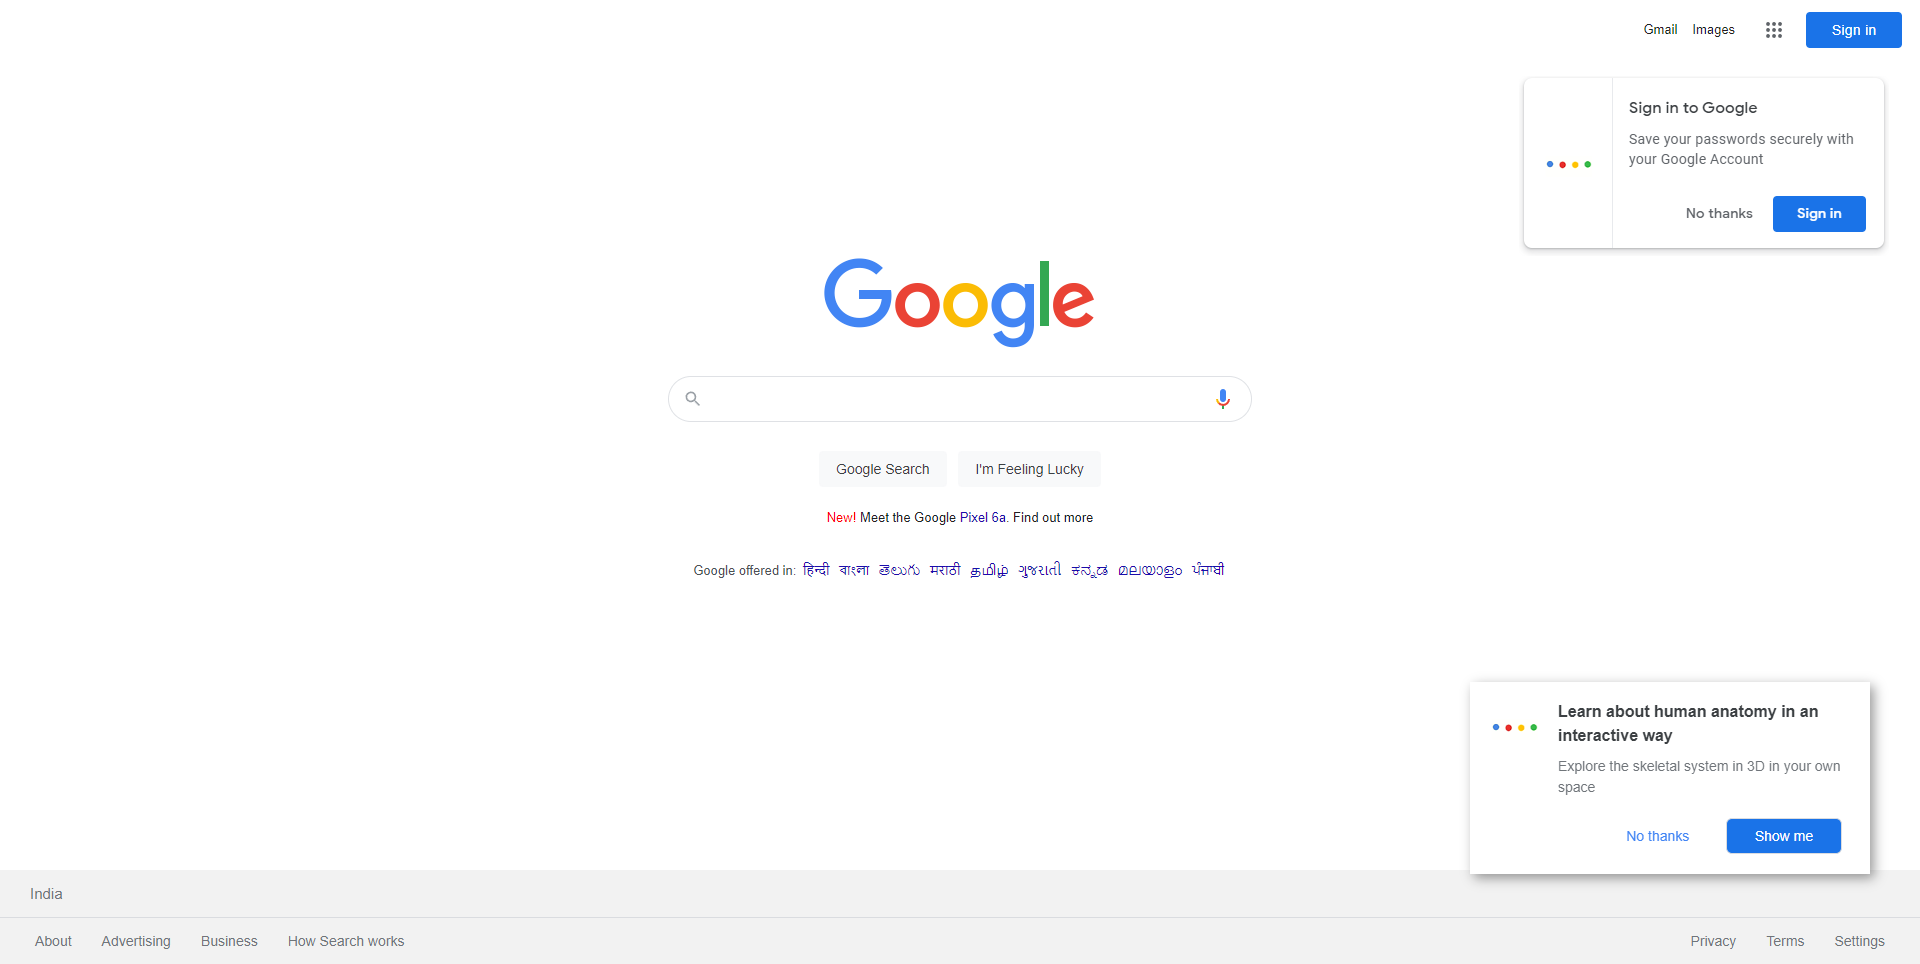 Gmail Images Sign in
Sign in to Google
Save your passwords securely with
your Google Account
No thanks Sign in
Google
Google Search I'm Feeling Lucky
New! Meet the Google Pixel 6a. Find out more
Google offered in: हिन्दी বাংলা తెలుగు मराठी தமிழ் ગુજરાતી ಕನ್ನಡ മലയാളം ਪੰਜਾਬੀ
Learn about human anatomy in an
interactive way
Explore the skeletal system in 3D in your own
space
No thanks Show me
India
About Advertising Business How Search works Privacy Terms Settings